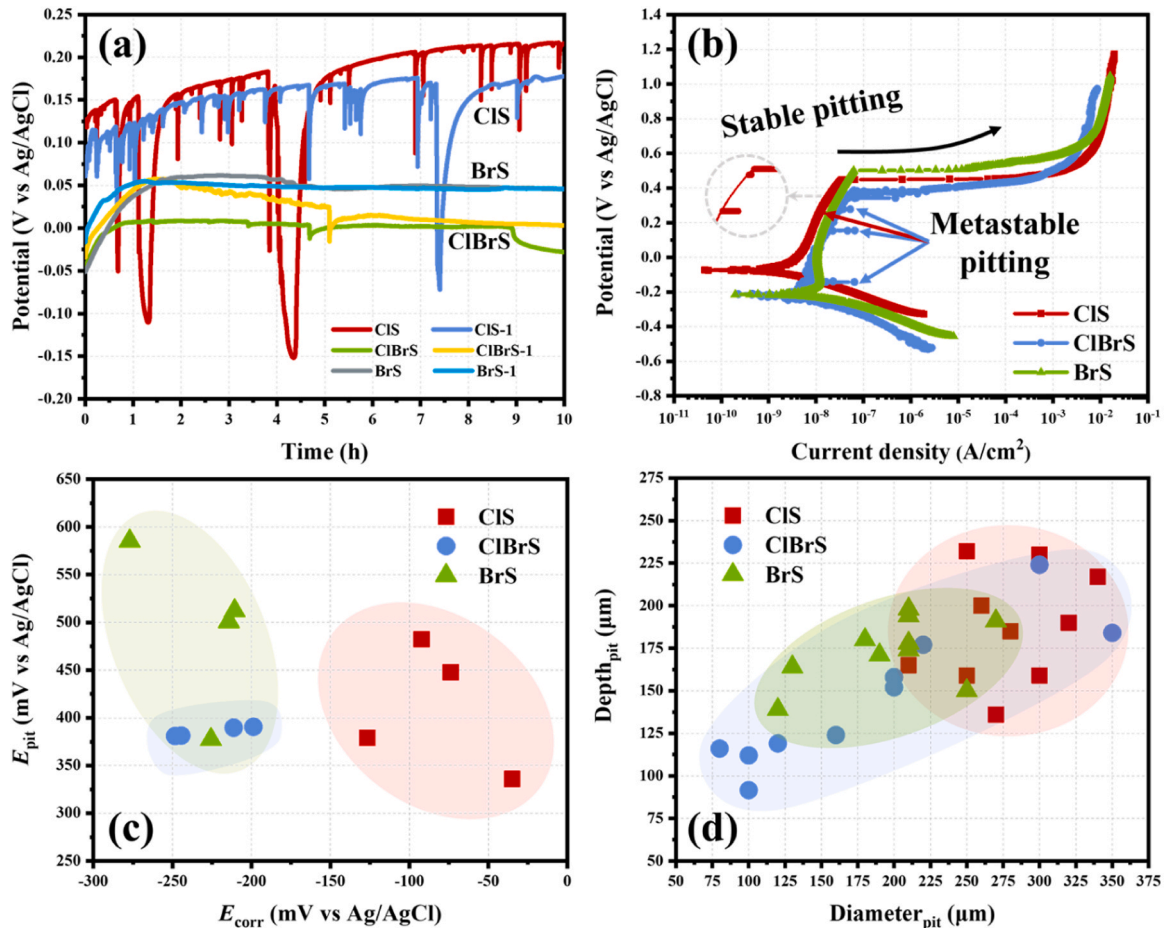 (a)
0.25
0.20
0.15
0.10
0.05
0.00
-0.05
-0.10
-0.15
-0.20
Potential (V vs Ag/AgCl)
ClS
BrS
ClBrS
ClS ClS-1
ClBrS ClBrS-1
BrS BrS-1
0 1 2 3 4 5 6 7 8 9 10
Time (h)
(b)
1.4
1.2
1.0
0.8
0.6
0.4
0.2
0.0
-0.2
-0.4
-0.6
-0.8
Potential (V vs Ag/AgCl)
Stable pitting
Metastable
pitting
ClS
ClBrS
BrS
10⁻¹¹ 10⁻¹⁰ 10⁻⁹ 10⁻⁸ 10⁻⁷ 10⁻⁶ 10⁻⁵ 10⁻⁴ 10⁻³ 10⁻² 10⁻¹
Current density (A/cm²)
650
600
550
500
450
400
350
300
250
E_pit (mV vs Ag/AgCl)
ClS
ClBrS
BrS
(c)
-300 -250 -200 -150 -100 -50 0
E_corr (mV vs Ag/AgCl)
275
250
225
200
175
150
125
100
75
50
Depth_pit (μm)
ClS
ClBrS
BrS
(d)
50 75 100 125 150 175 200 225 250 275 300 325 350 375
Diameter_pit (μm)